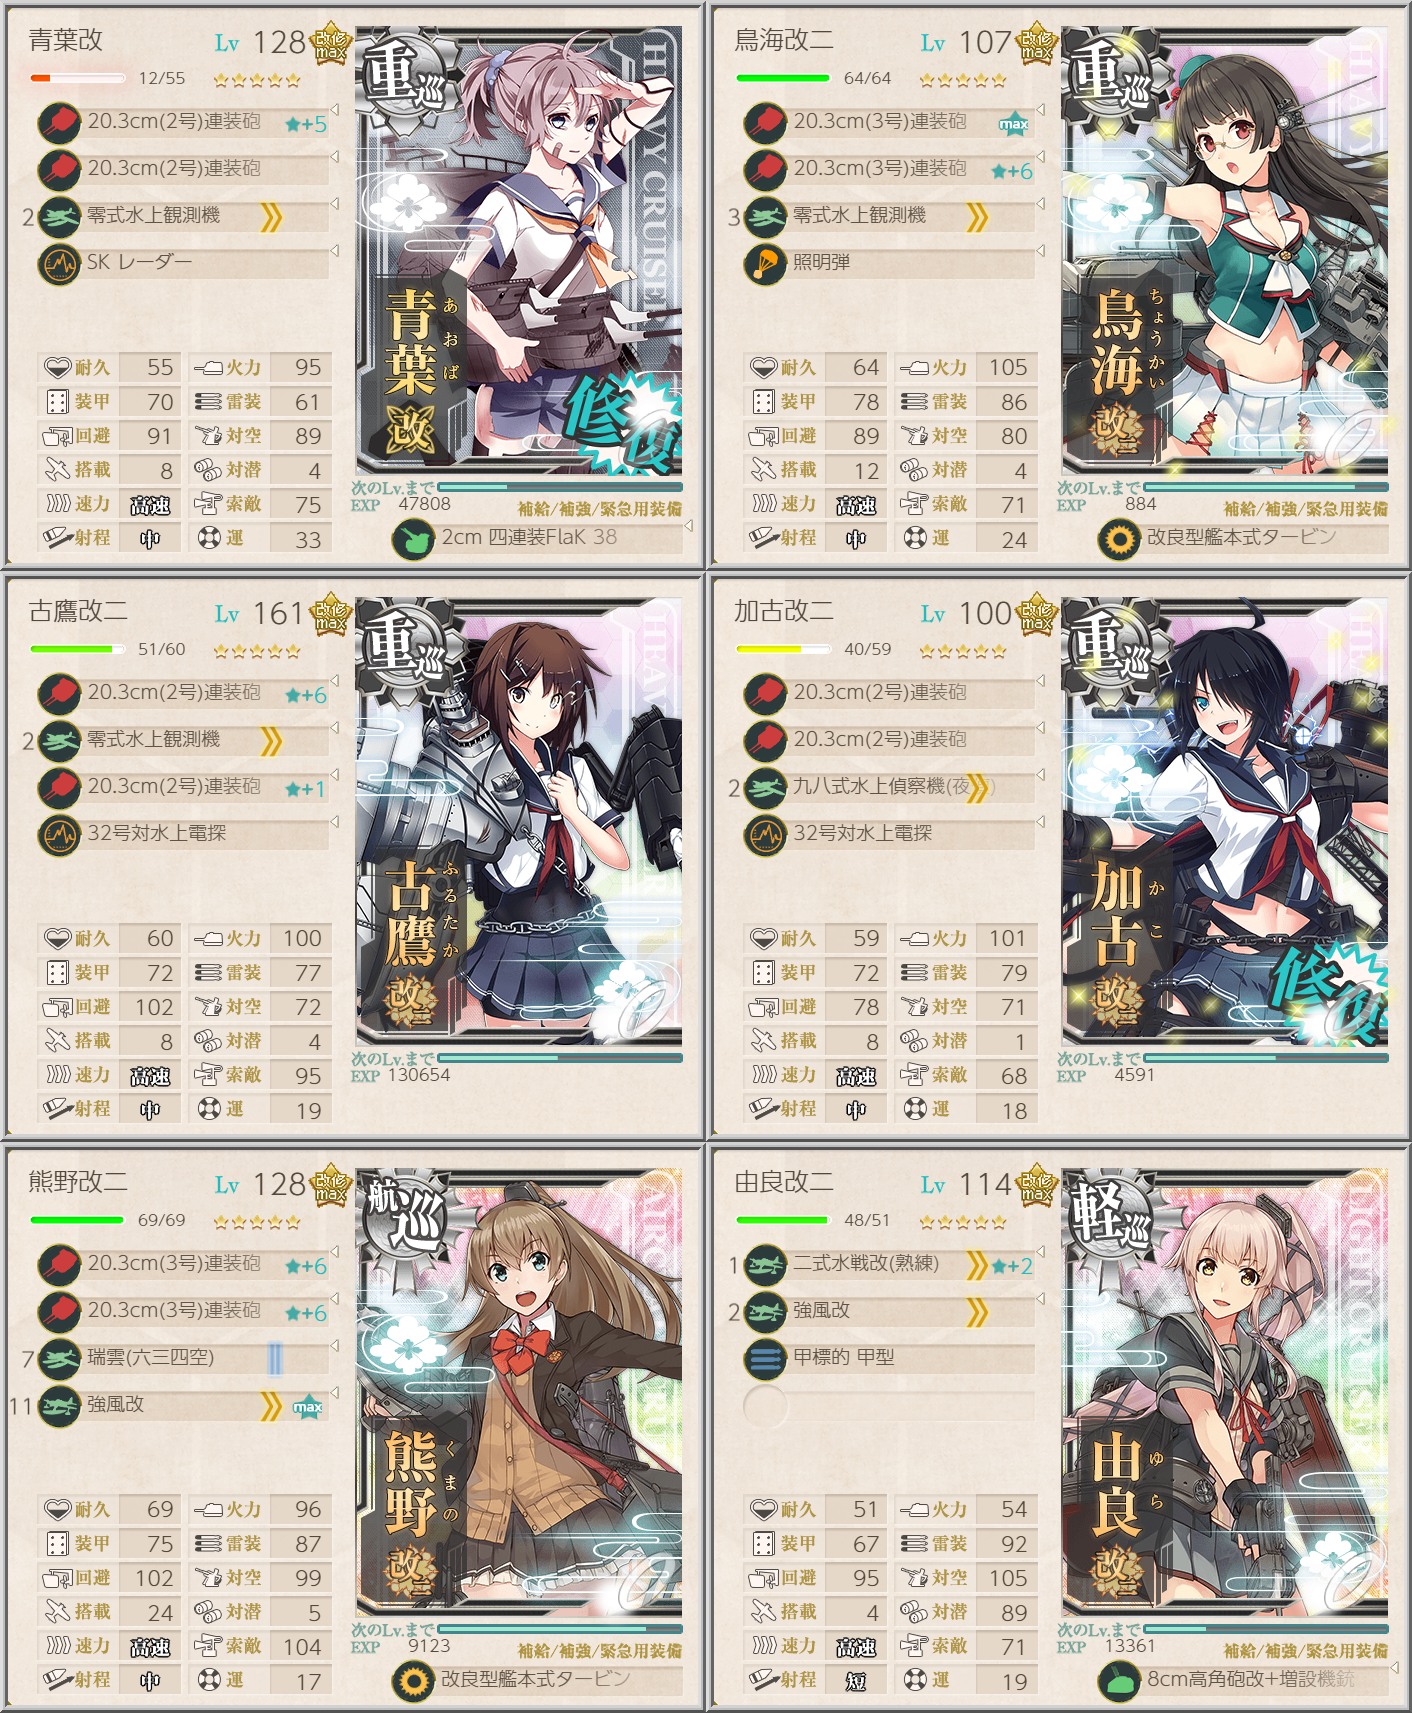 青葉改 Lv 128 改修max
12/55
20.3cm(2号)連装砲 ★+5
20.3cm(2号)連装砲
2 零式水上観測機
SK レーダー
重巡
HEAVY CRUISER
青葉改
あおば
修復
耐久 55 火力 95
装甲 70 雷装 61
回避 91 対空 89
搭載 8 対潜 4
速力 高速 索敵 75
射程 中 運 33
次のLv.まで
EXP 47808
補給/補強/緊急用装備
2cm 四連装FlaK 38
鳥海改二 Lv 107 改修max
64/64
20.3cm(3号)連装砲 max
20.3cm(3号)連装砲 ★+6
3 零式水上観測機
照明弾
重巡
鳥海改二
ちょうかい
耐久 64 火力 105
装甲 78 雷装 86
回避 89 対空 80
搭載 12 対潜 4
速力 高速 索敵 71
射程 中 運 24
次のLv.まで
EXP 884
補給/補強/緊急用装備
改良型艦本式タービン
古鷹改二 Lv 161 改修max
51/60
20.3cm(2号)連装砲 ★+6
2 零式水上観測機
20.3cm(2号)連装砲 ★+1
32号対水上電探
重巡
古鷹改二
ふるたか
耐久 60 火力 100
装甲 72 雷装 77
回避 102 対空 72
搭載 8 対潜 4
速力 高速 索敵 95
射程 中 運 19
次のLv.まで
EXP 130654
加古改二 Lv 100 改修max
40/59
20.3cm(2号)連装砲
20.3cm(2号)連装砲
2 九八式水上偵察機(夜
32号対水上電探
重巡
加古改二
かこ
修復
耐久 59 火力 101
装甲 72 雷装 79
回避 78 対空 71
搭載 8 対潜 1
速力 高速 索敵 68
射程 中 運 18
次のLv.まで
EXP 4591
熊野改二 Lv 128 改修max
69/69
20.3cm(3号)連装砲 ★+6
20.3cm(3号)連装砲 ★+6
7 瑞雲(六三四空)
11 強風改 max
航巡
熊野改二
くまの
耐久 69 火力 96
装甲 75 雷装 87
回避 102 対空 99
搭載 24 対潜 5
速力 高速 索敵 104
射程 中 運 17
次のLv.まで
EXP 9123
補給/補強/緊急用装備
改良型艦本式タービン
由良改二 Lv 114 改修max
48/51
1 二式水戦改(熟練) ★+2
2 強風改
甲標的 甲型
軽巡
LIGHT CRUISER
由良改二
ゆら
耐久 51 火力 54
装甲 67 雷装 92
回避 95 対空 105
搭載 4 対潜 89
速力 高速 索敵 71
射程 短 運 19
次のLv.まで
EXP 13361
補給/補強/緊急用装備
8cm高角砲改+増設機銃